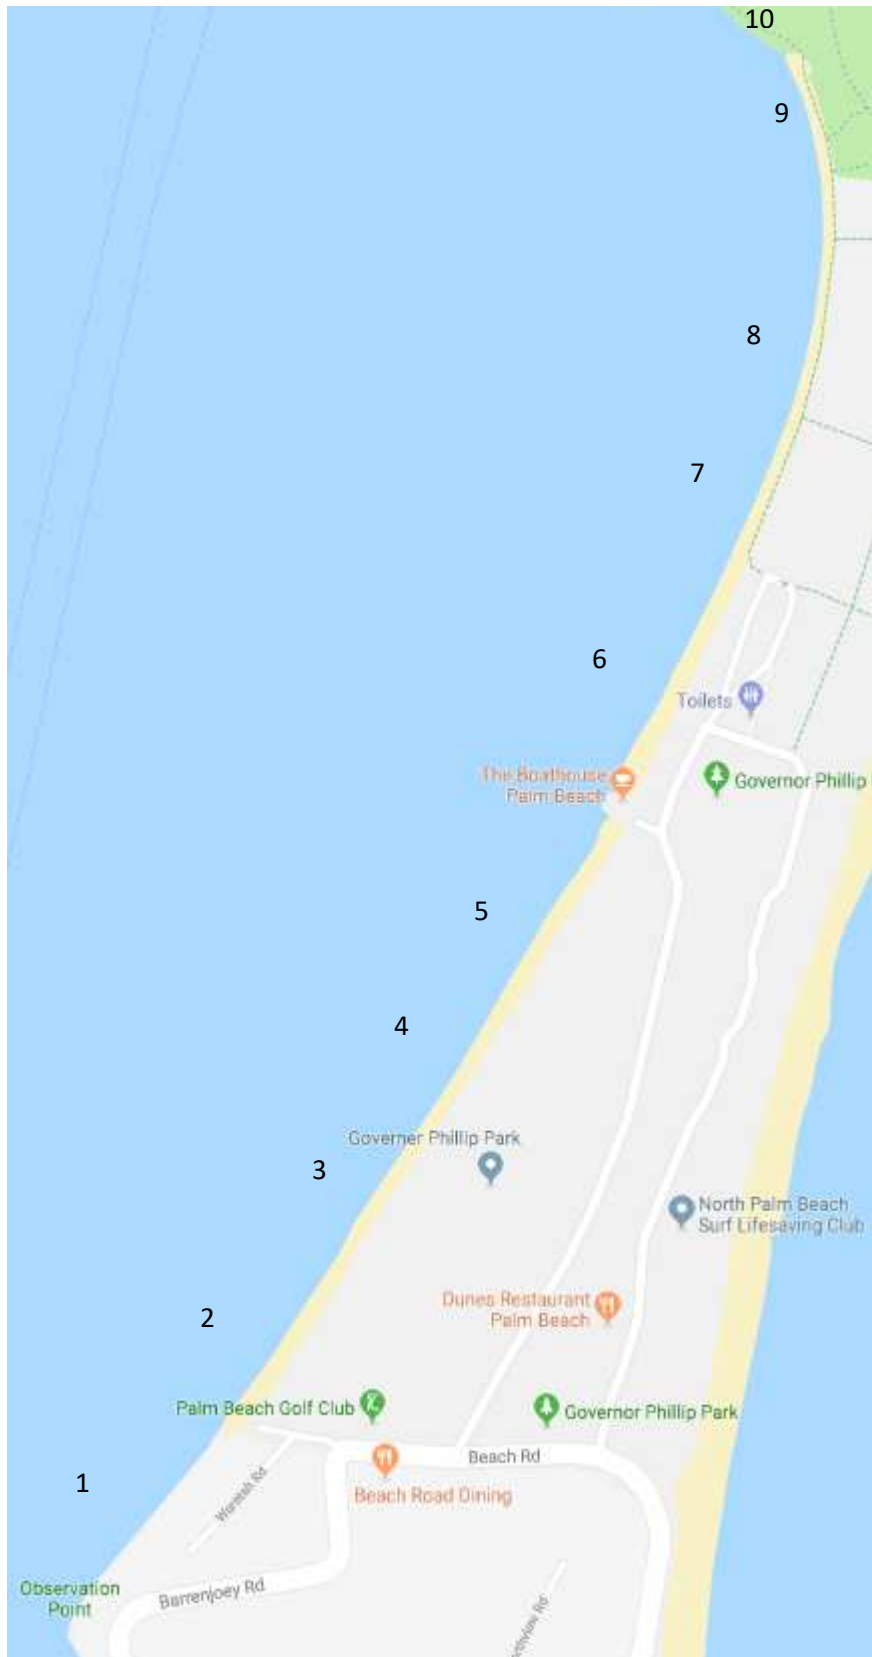 10
9
8
7
6
Toilets
The Boathouse
Palm Beach
Governor Phillip
5
4
Governer Phillip Park
3
North Palm Beach
Surf Lifesaving Club
Dunes Restaurant
Palm Beach
2
Palm Beach Golf Club
Governor Phillip Park
Beach Rd
1
Waratah Rd
Beach Road Dining
Observation
Point
Barrenjoey Rd